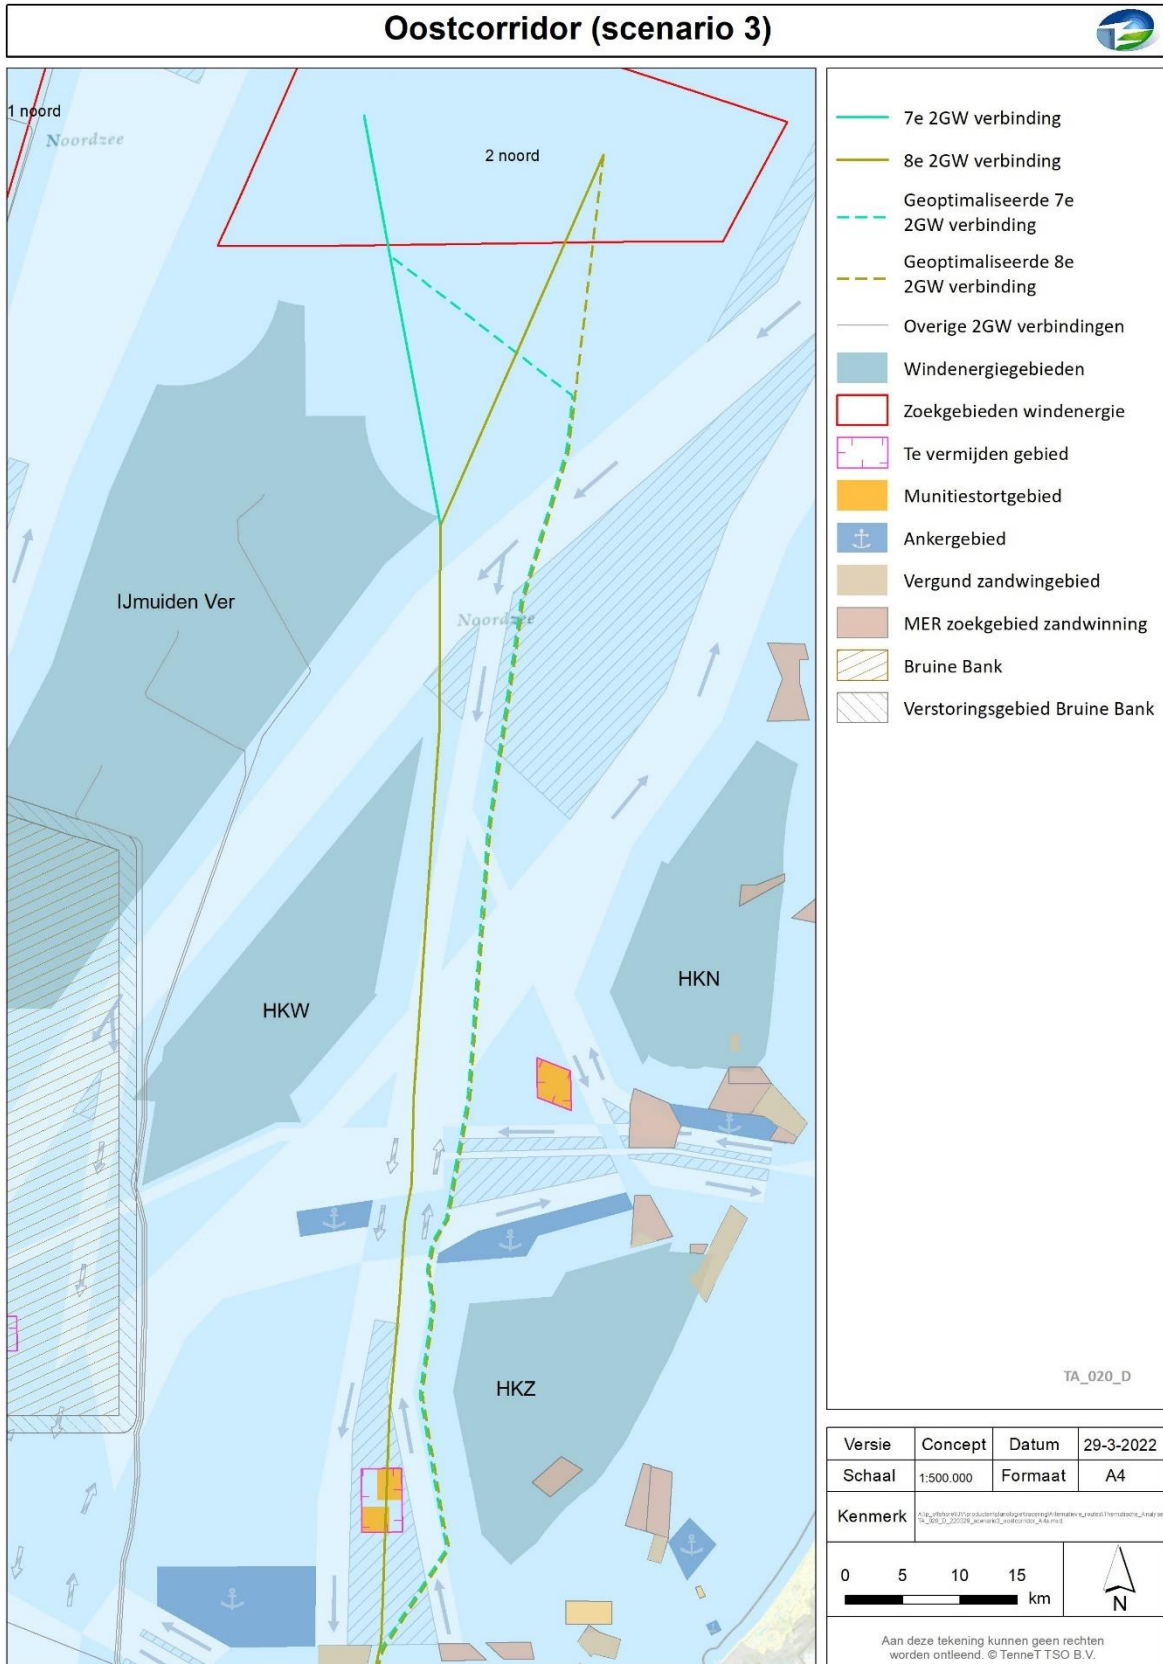 Oostcorridor (scenario 3)
1 noord
Noordzee
2 noord
IJmuiden Ver
Noordzee
HKW
HKN
HKZ
7e 2GW verbinding
8e 2GW verbinding
Geoptimaliseerde 7e
2GW verbinding
Geoptimaliseerde 8e
2GW verbinding
Overige 2GW verbindingen
Windenergiegebieden
Zoekgebieden windenergie
Te vermijden gebied
Munitiestortgebied
Ankergebied
Vergund zandwingebied
MER zoekgebied zandwinning
Bruine Bank
Verstoringsgebied Bruine Bank
TA_020_D
Versie Concept Datum 29-3-2022
Schaal 1:500.000 Formaat A4
Kenmerk
0 5 10 15
km
N
Aan deze tekening kunnen geen rechten
worden ontleend. © TenneT TSO B.V.